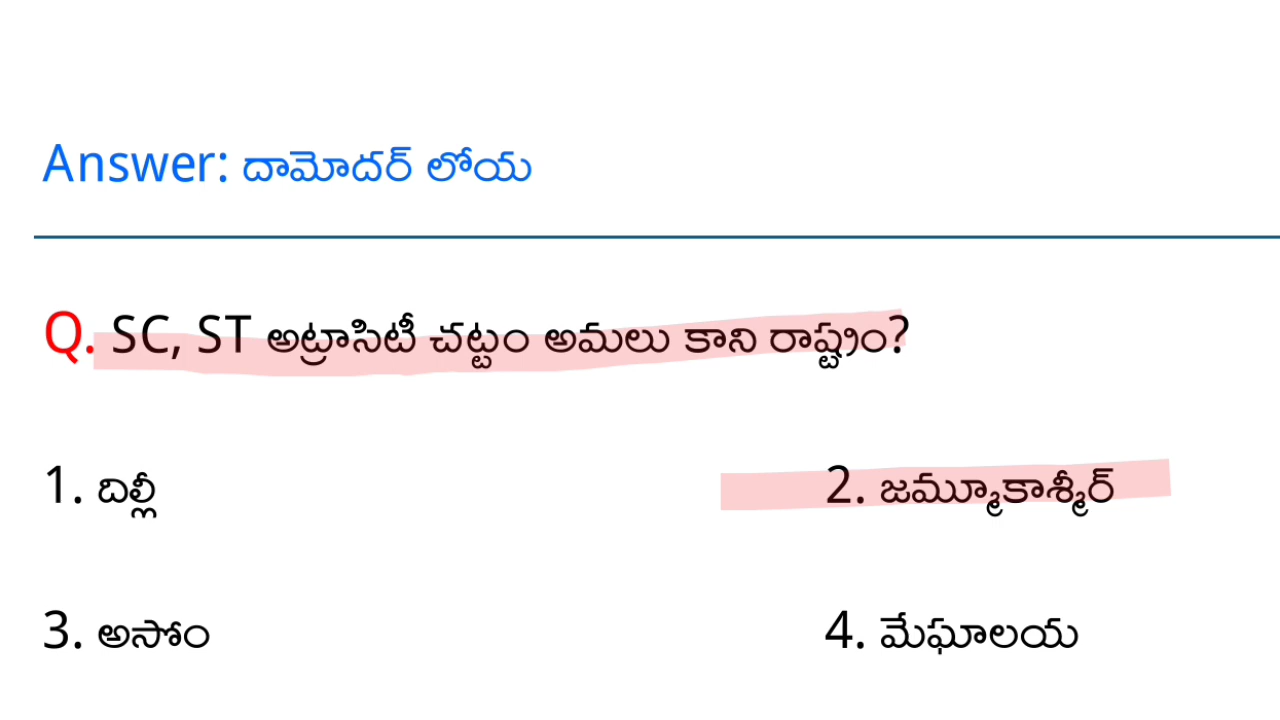 Answer: దామోదర్ లోయ
Q. SC, ST అట్రాసిటీ చట్టం అమలు కాని రాష్ట్రం?
1. దిల్లీ
2. జమ్మూకాశ్మీర్
3. అసోం
4. మేఘాలయ